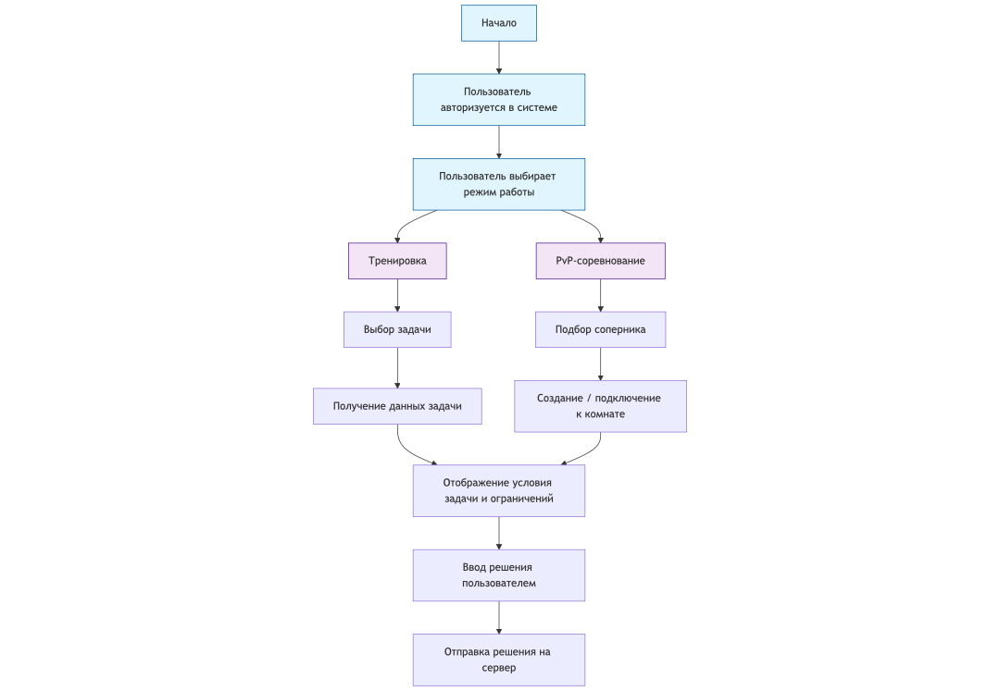 Начало
Пользователь
авторизуется в системе
Пользователь выбирает
режим работы
Тренировка
PvP-соревнование
Выбор задачи
Подбор соперника
Получение данных задачи
Создание / подключение
к комнате
Отображение условия
задачи и ограничений
Ввод решения
пользователем
Отправка решения на
сервер